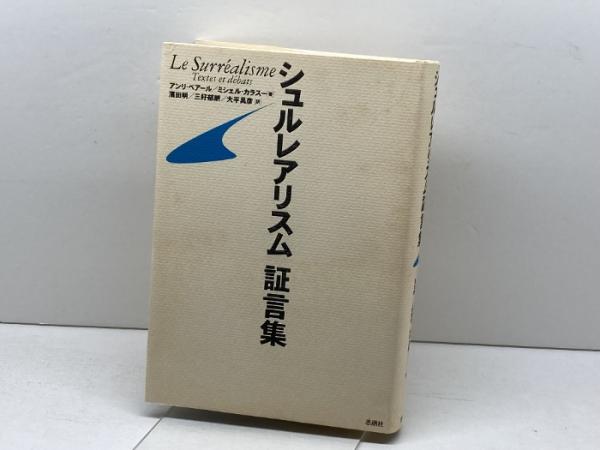 Le Surréalisme
Textes et débats
アンリ・ベアール/ミシェル・カラスー 著
濱田明/三好郁朗/大平具彦 訳
シュルレアリスム 証言集
思潮社